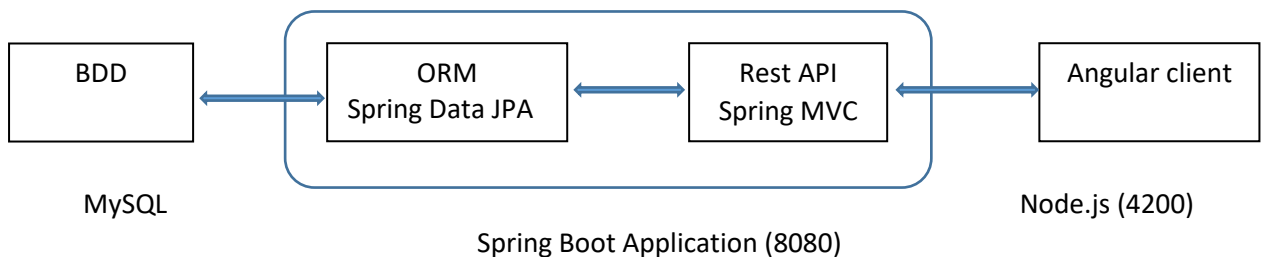 BDD
ORM
Spring Data JPA
Rest API
Spring MVC
Angular client
MySQL
Node.js (4200)
Spring Boot Application (8080)